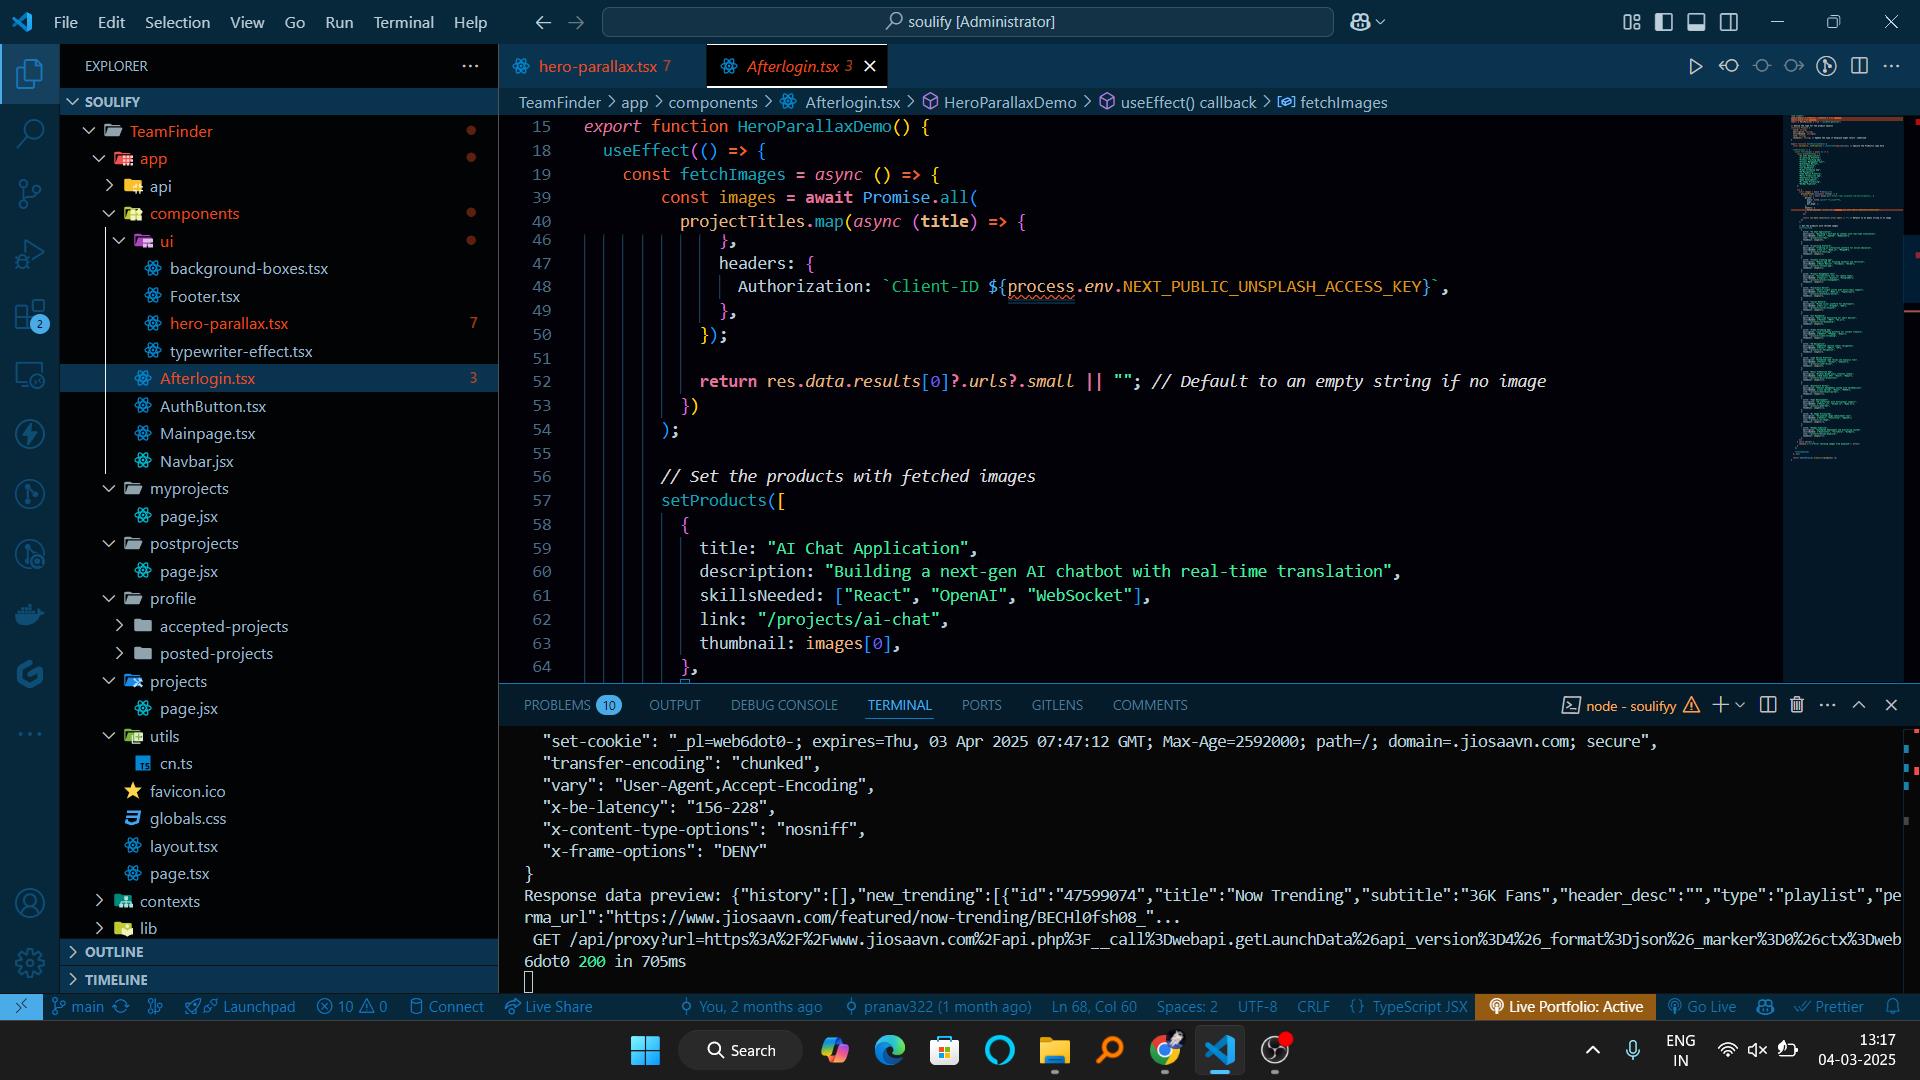 File Edit Selection View Go Run Terminal Help
soulify [Administrator]
EXPLORER
SOULIFY
TeamFinder
app
api
components
ui
background-boxes.tsx
Footer.tsx
hero-parallax.tsx 7
typewriter-effect.tsx
Afterlogin.tsx 3
AuthButton.tsx
Mainpage.tsx
Navbar.jsx
myprojects
page.jsx
postprojects
page.jsx
profile
accepted-projects
posted-projects
projects
page.jsx
utils
TS cn.ts
favicon.ico
globals.css
layout.tsx
page.tsx
contexts
lib
OUTLINE
TIMELINE
2
hero-parallax.tsx 7
Afterlogin.tsx 3
TeamFinder > app > components > Afterlogin.tsx > HeroParallaxDemo > useEffect() callback > fetchImages
15 export function HeroParallaxDemo() {
18 useEffect(() => {
19 const fetchImages = async () => {
39 const images = await Promise.all(
40 projectTitles.map(async (title) => {
46 },
47 headers: {
48 Authorization: `Client-ID ${process.env.NEXT_PUBLIC_UNSPLASH_ACCESS_KEY}`,
49 },
50 });
51
52 return res.data.results[0]?.urls?.small || ""; // Default to an empty string if no image
53 })
54 );
55
56 // Set the products with fetched images
57 setProducts([
58 {
59 title: "AI Chat Application",
60 description: "Building a next-gen AI chatbot with real-time translation",
61 skillsNeeded: ["React", "OpenAI", "WebSocket"],
62 link: "/projects/ai-chat",
63 thumbnail: images[0],
64 },
PROBLEMS 10 OUTPUT DEBUG CONSOLE TERMINAL PORTS GITLENS COMMENTS
node - soulifyy
"set-cookie": "_pl=web6dot0-; expires=Thu, 03 Apr 2025 07:47:12 GMT; Max-Age=2592000; path=/; domain=.jiosaavn.com; secure",
"transfer-encoding": "chunked",
"vary": "User-Agent,Accept-Encoding",
"x-be-latency": "156-228",
"x-content-type-options": "nosniff",
"x-frame-options": "DENY"
}
Response data preview: {"history":[],"new_trending":[{"id":"47599074","title":"Now Trending","subtitle":"36K Fans","header_desc":"","type":"playlist","pe
rma_url":"https://www.jiosaavn.com/featured/now-trending/BECHl0fsh08_"...
GET /api/proxy?url=https%3A%2F%2Fwww.jiosaavn.com%2Fapi.php%3F__call%3Dwebapi.getLaunchData%26api_version%3D4%26_format%3Djson%26_marker%3D0%26ctx%3Dweb
6dot0 200 in 705ms
main Launchpad 10 0 Connect Live Share You, 2 months ago pranav322 (1 month ago) Ln 68, Col 60 Spaces: 2 UTF-8 CRLF {} TypeScript JSX Live Portfolio: Active Go Live Prettier
Search
ENG
IN
13:17
04-03-2025